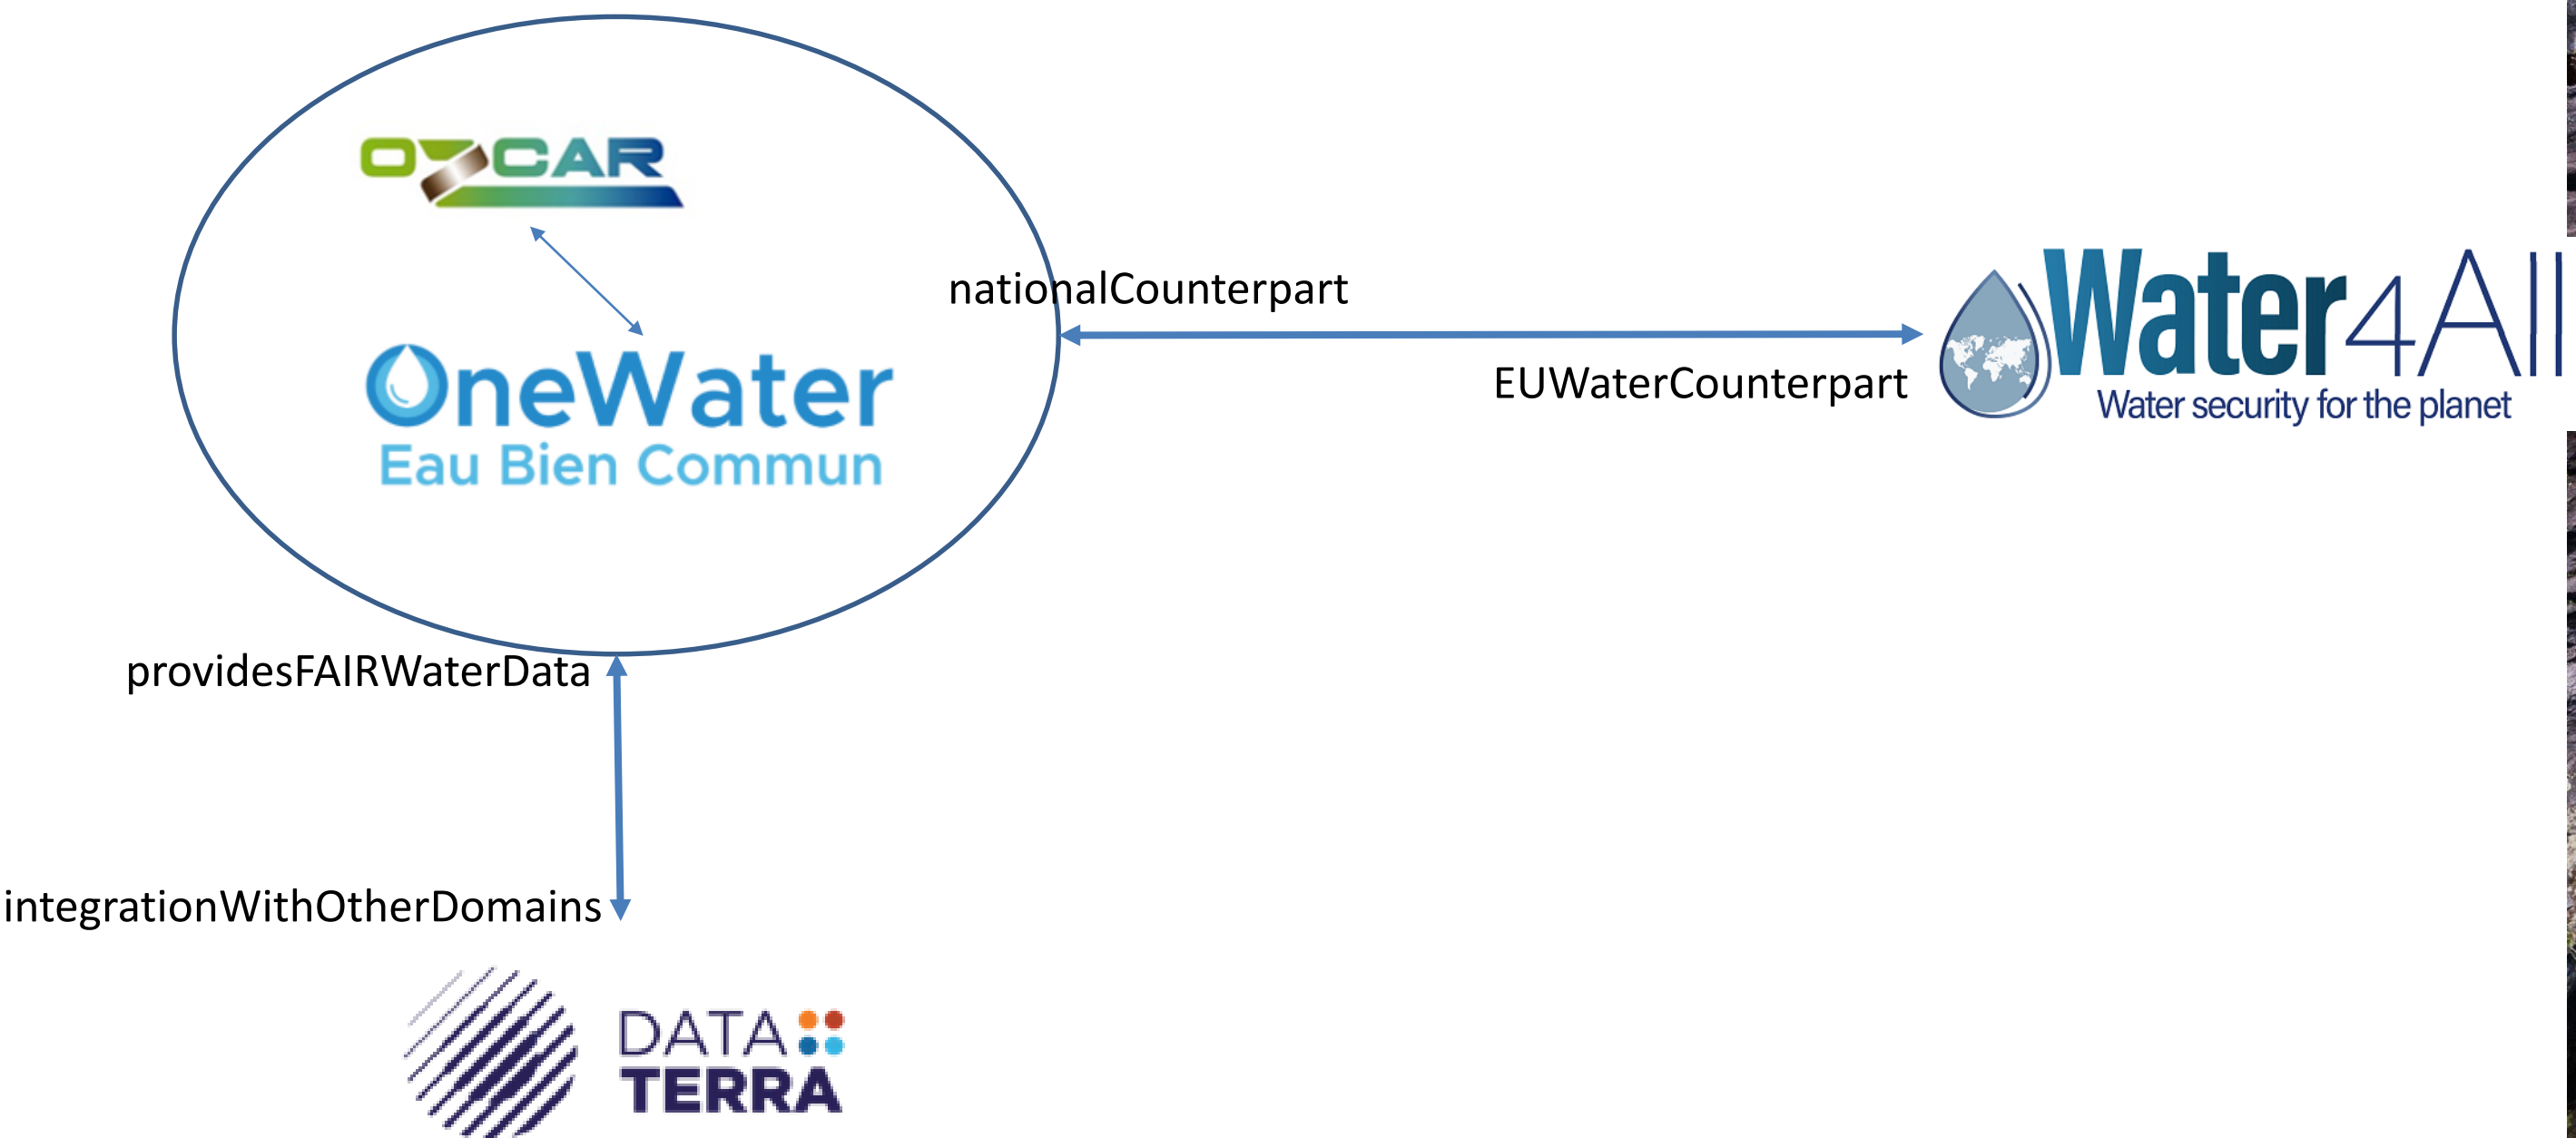 OZCAR
nationalCounterpart
OneWater
Eau Bien Commun
EUWaterCounterpart
Water4All
Water security for the planet
providesFAIRWaterData
integrationWithOtherDomains
DATA
TERRA